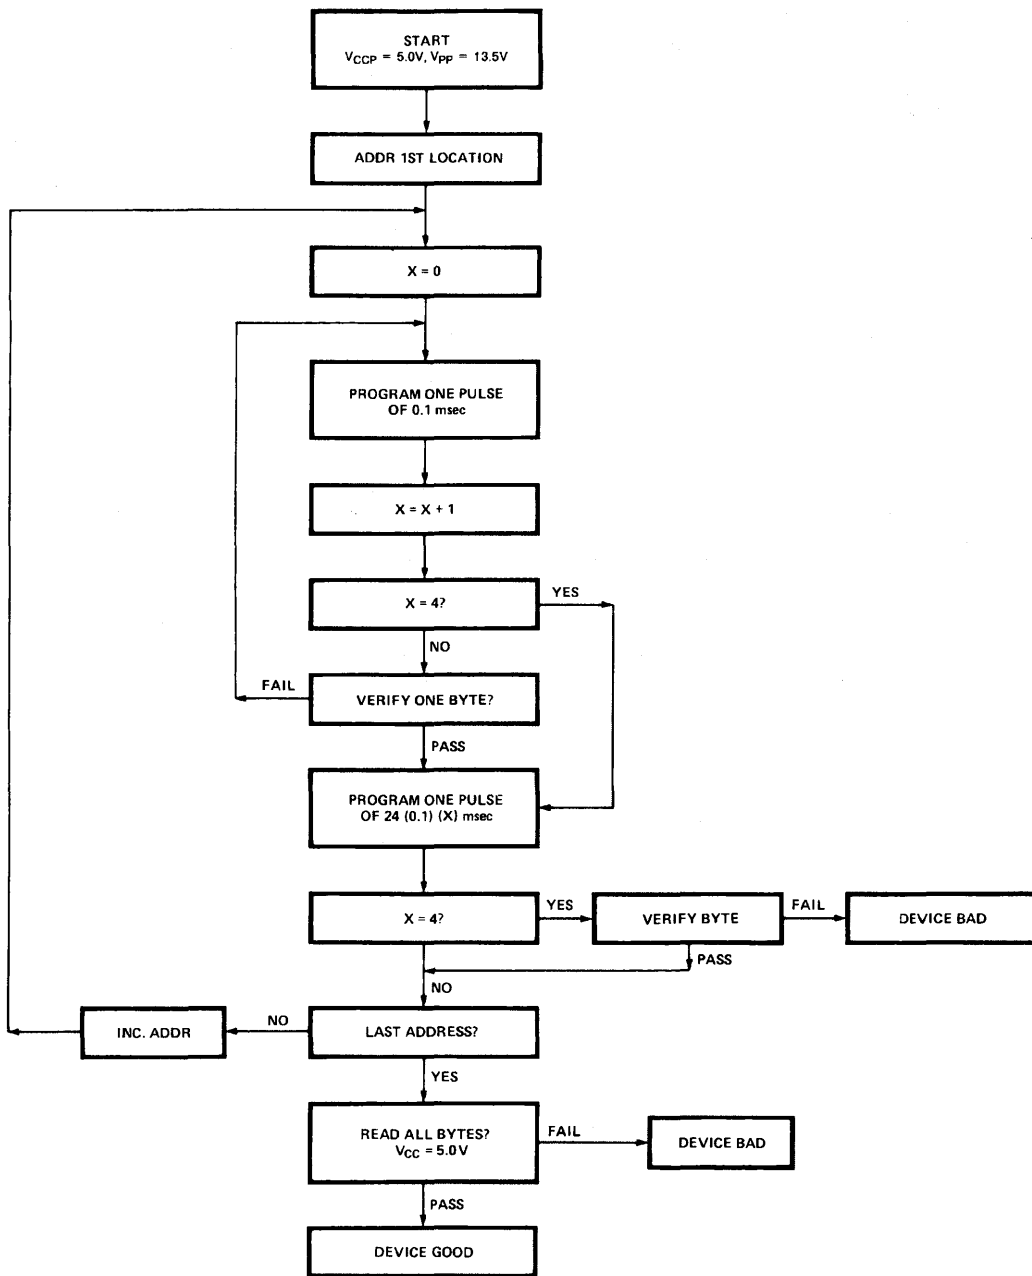 START
VCCP = 5.0V, VPP = 13.5V
ADDR 1ST LOCATION
X = 0
PROGRAM ONE PULSE
OF 0.1 msec
X = X + 1
X = 4?
YES
NO
FAIL
VERIFY ONE BYTE?
PASS
PROGRAM ONE PULSE
OF 24 (0.1) (X) msec
X = 4?
YES
VERIFY BYTE
FAIL
DEVICE BAD
PASS
NO
INC. ADDR
NO
LAST ADDRESS?
YES
READ ALL BYTES?
VCC = 5.0V
FAIL
DEVICE BAD
PASS
DEVICE GOOD